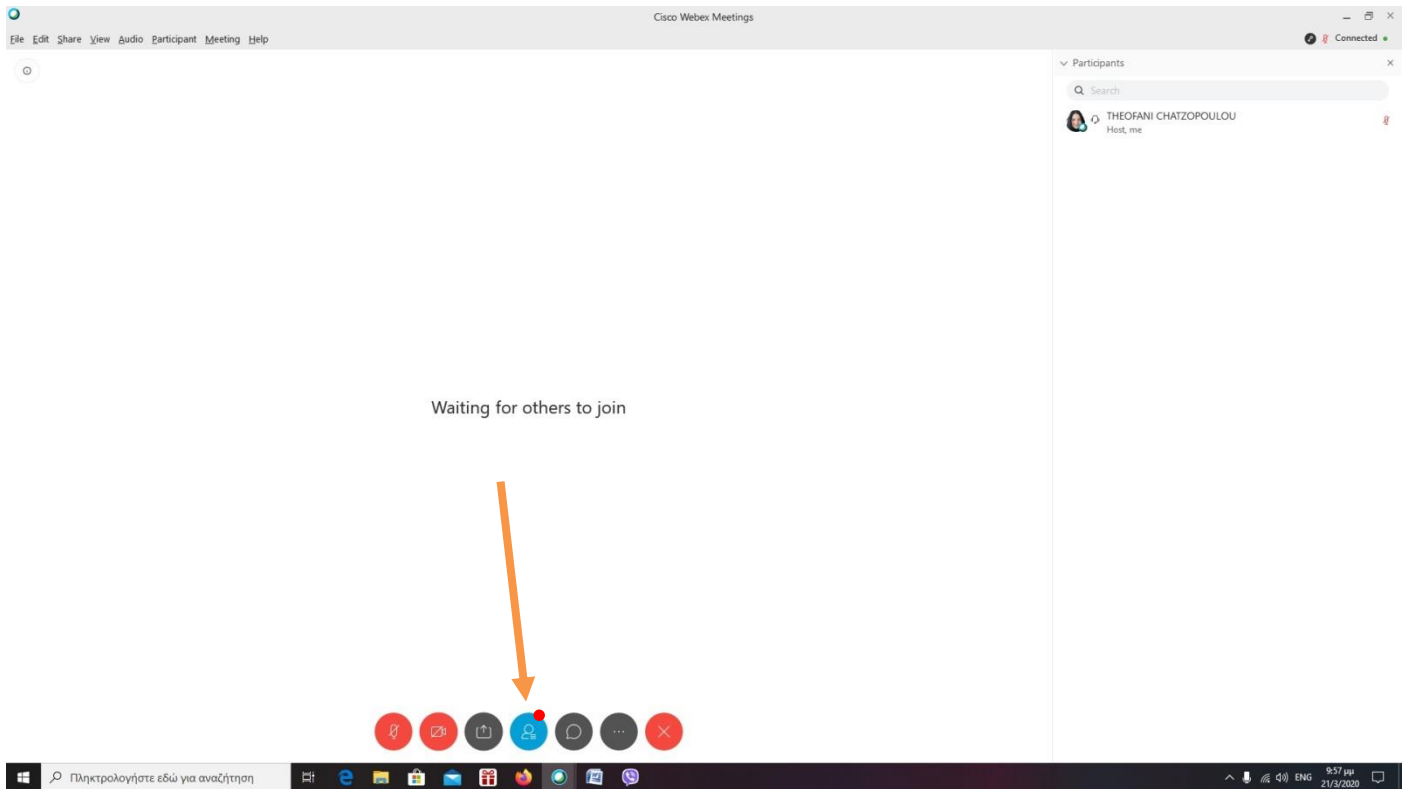 Cisco Webex Meetings
File Edit Share View Audio Participant Meeting Help
Connected
Participants
Search
THEOFANI CHATZOPOULOU
Host, me
Waiting for others to join
Πληκτρολογήστε εδώ για αναζήτηση
ENG
9:57 μμ
21/3/2020